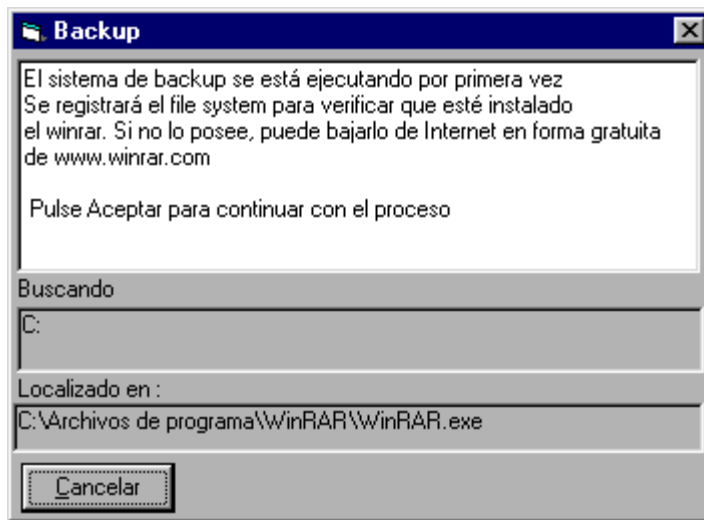 Backup
El sistema de backup se está ejecutando por primera vez
Se registrará el file system para verificar que esté instalado
el winrar. Si no lo posee, puede bajarlo de Internet en forma gratuita
de www.winrar.com
Pulse Aceptar para continuar con el proceso
Buscando
C:
Localizado en :
C:\Archivos de programa\WinRAR\WinRAR.exe
Cancelar